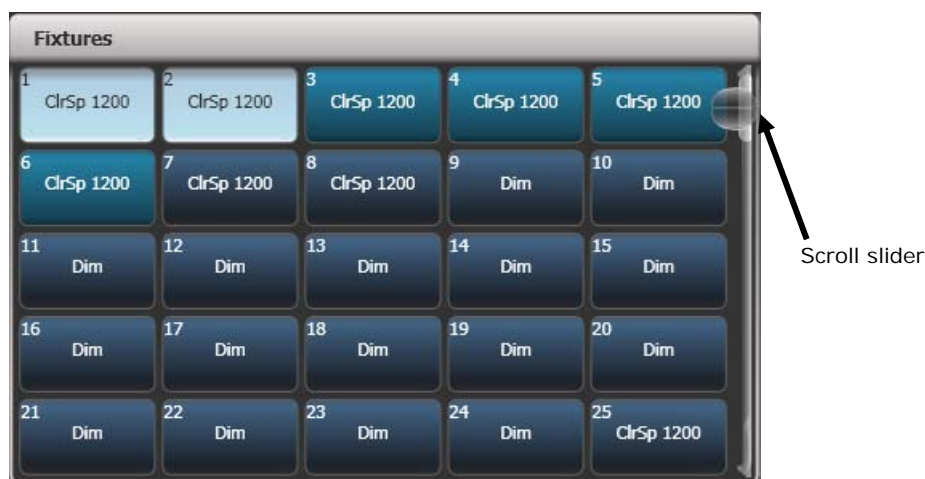 Fixtures
1 ClrSp 1200 2 ClrSp 1200 3 ClrSp 1200 4 ClrSp 1200 5 ClrSp 1200
6 ClrSp 1200 7 ClrSp 1200 8 ClrSp 1200 9 Dim 10 Dim
11 Dim 12 Dim 13 Dim 14 Dim 15 Dim
Scroll slider
16 Dim 17 Dim 18 Dim 19 Dim 20 Dim
21 Dim 22 Dim 23 Dim 24 Dim 25 ClrSp 1200